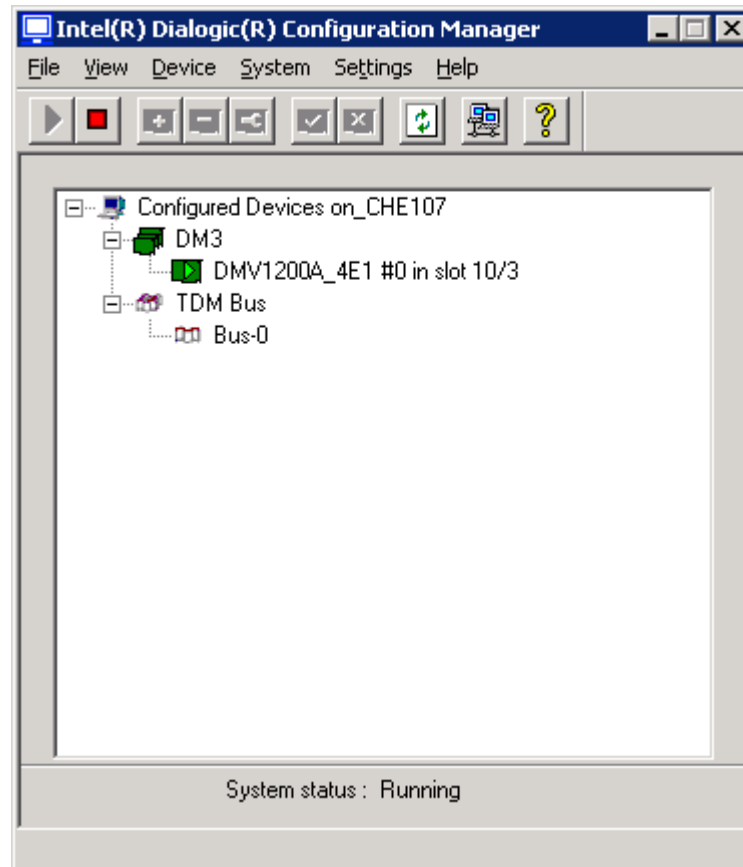 Intel(R) Dialogic(R) Configuration Manager
File View Device System Settings Help
Configured Devices on_CHE107
DM3
DMV1200A_4E1 #0 in slot 10/3
TDM Bus
Bus-0
System status : Running